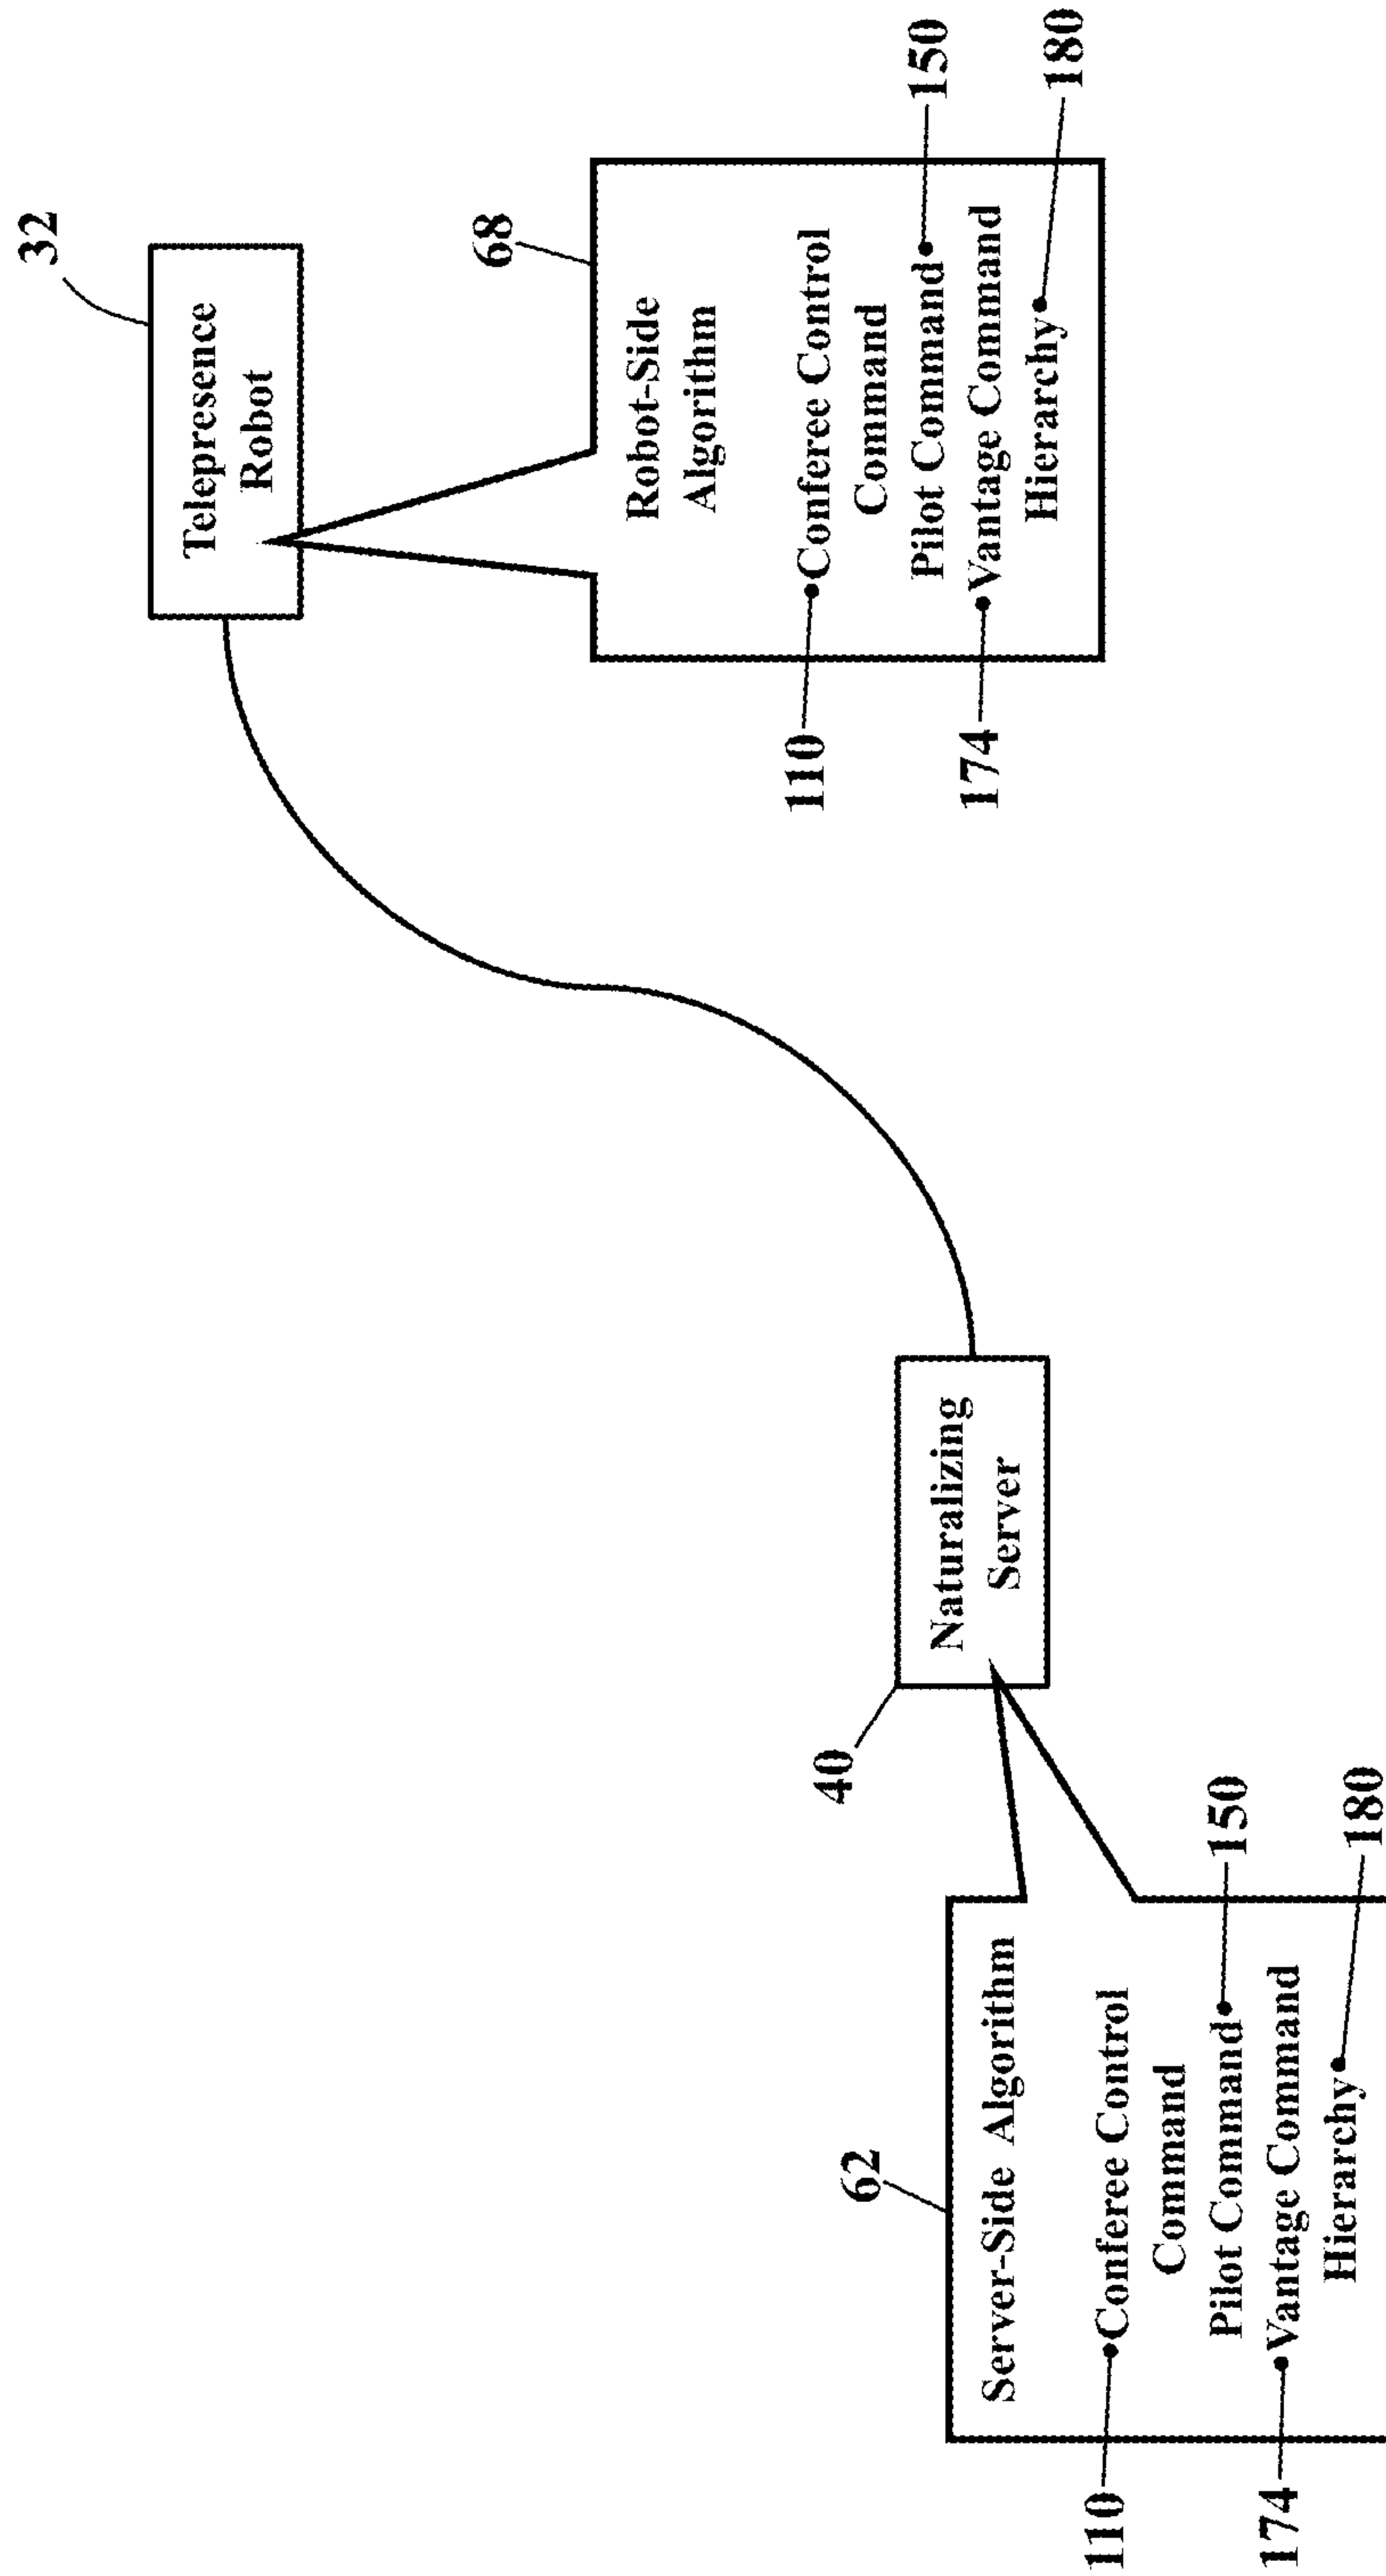 32
Telepresence
Robot
68
Robot-Side
Algorithm
110
Conferee Control
Command
Pilot Command
150
174
Vantage Command
Hierarchy
180
40
Naturalizing
Server
62
Server-Side Algorithm
110
Conferee Control
Command
Pilot Command
150
174
Vantage Command
Hierarchy
180